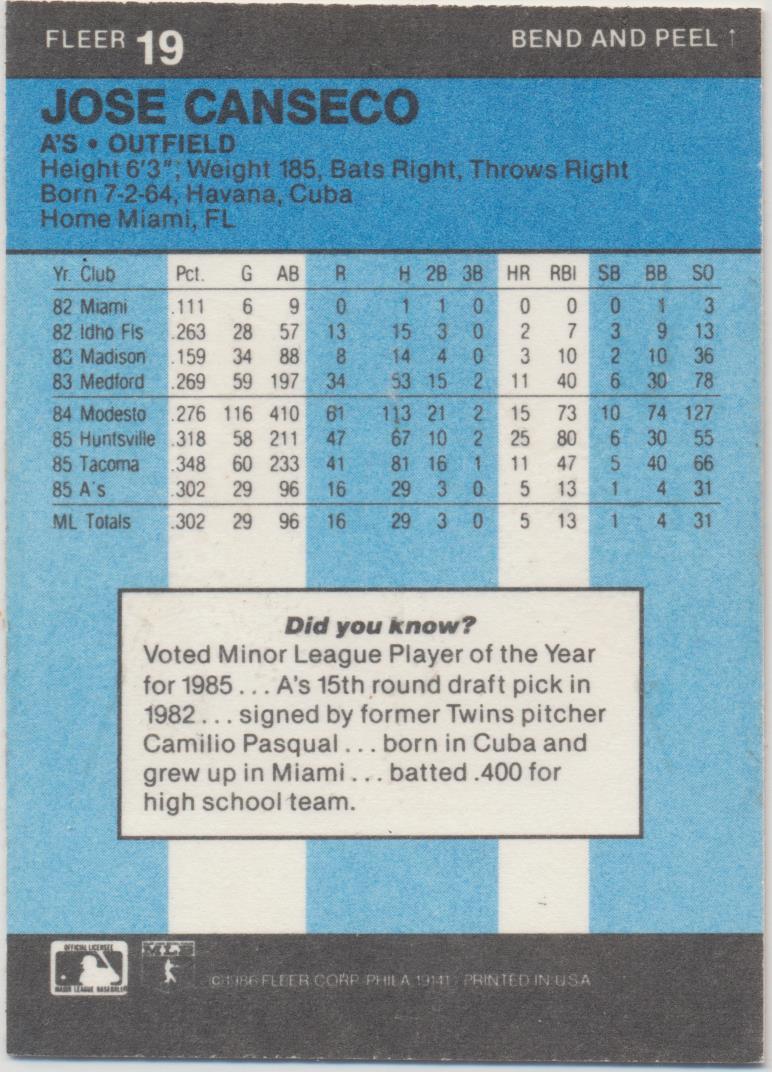 FLEER 19 BEND AND PEEL ↑
JOSE CANSECO
A'S • OUTFIELD
Height 6'3"; Weight 185, Bats Right, Throws Right
Born 7-2-64, Havana, Cuba
Home Miami, FL
Yr. Club Pct. G AB R H 2B 3B HR RBI SB BB SO
82 Miami .111 6 9 0 1 1 0 0 0 0 1 3
82 Idho Fls .263 28 57 13 15 3 0 2 7 3 9 13
83 Madison .159 34 88 8 14 4 0 3 10 2 10 36
83 Medford .269 59 197 34 53 15 2 11 40 6 30 78
84 Modesto .276 116 410 61 113 21 2 15 73 10 74 127
85 Huntsville .318 58 211 47 67 10 2 25 80 6 30 55
85 Tacoma .348 60 233 41 81 16 1 11 47 5 40 66
85 A's .302 29 96 16 29 3 0 5 13 1 4 31
ML Totals .302 29 96 16 29 3 0 5 13 1 4 31
Did you know?
Voted Minor League Player of the Year
for 1985 . . . A's 15th round draft pick in
1982 . . . signed by former Twins pitcher
Camilio Pasqual . . . born in Cuba and
grew up in Miami . . . batted .400 for
high school team.
OFFICIAL LICENSEE
MAJOR LEAGUE BASEBALL
©1986 FLEER CORP. PHILA 19141 PRINTED IN U.S.A.